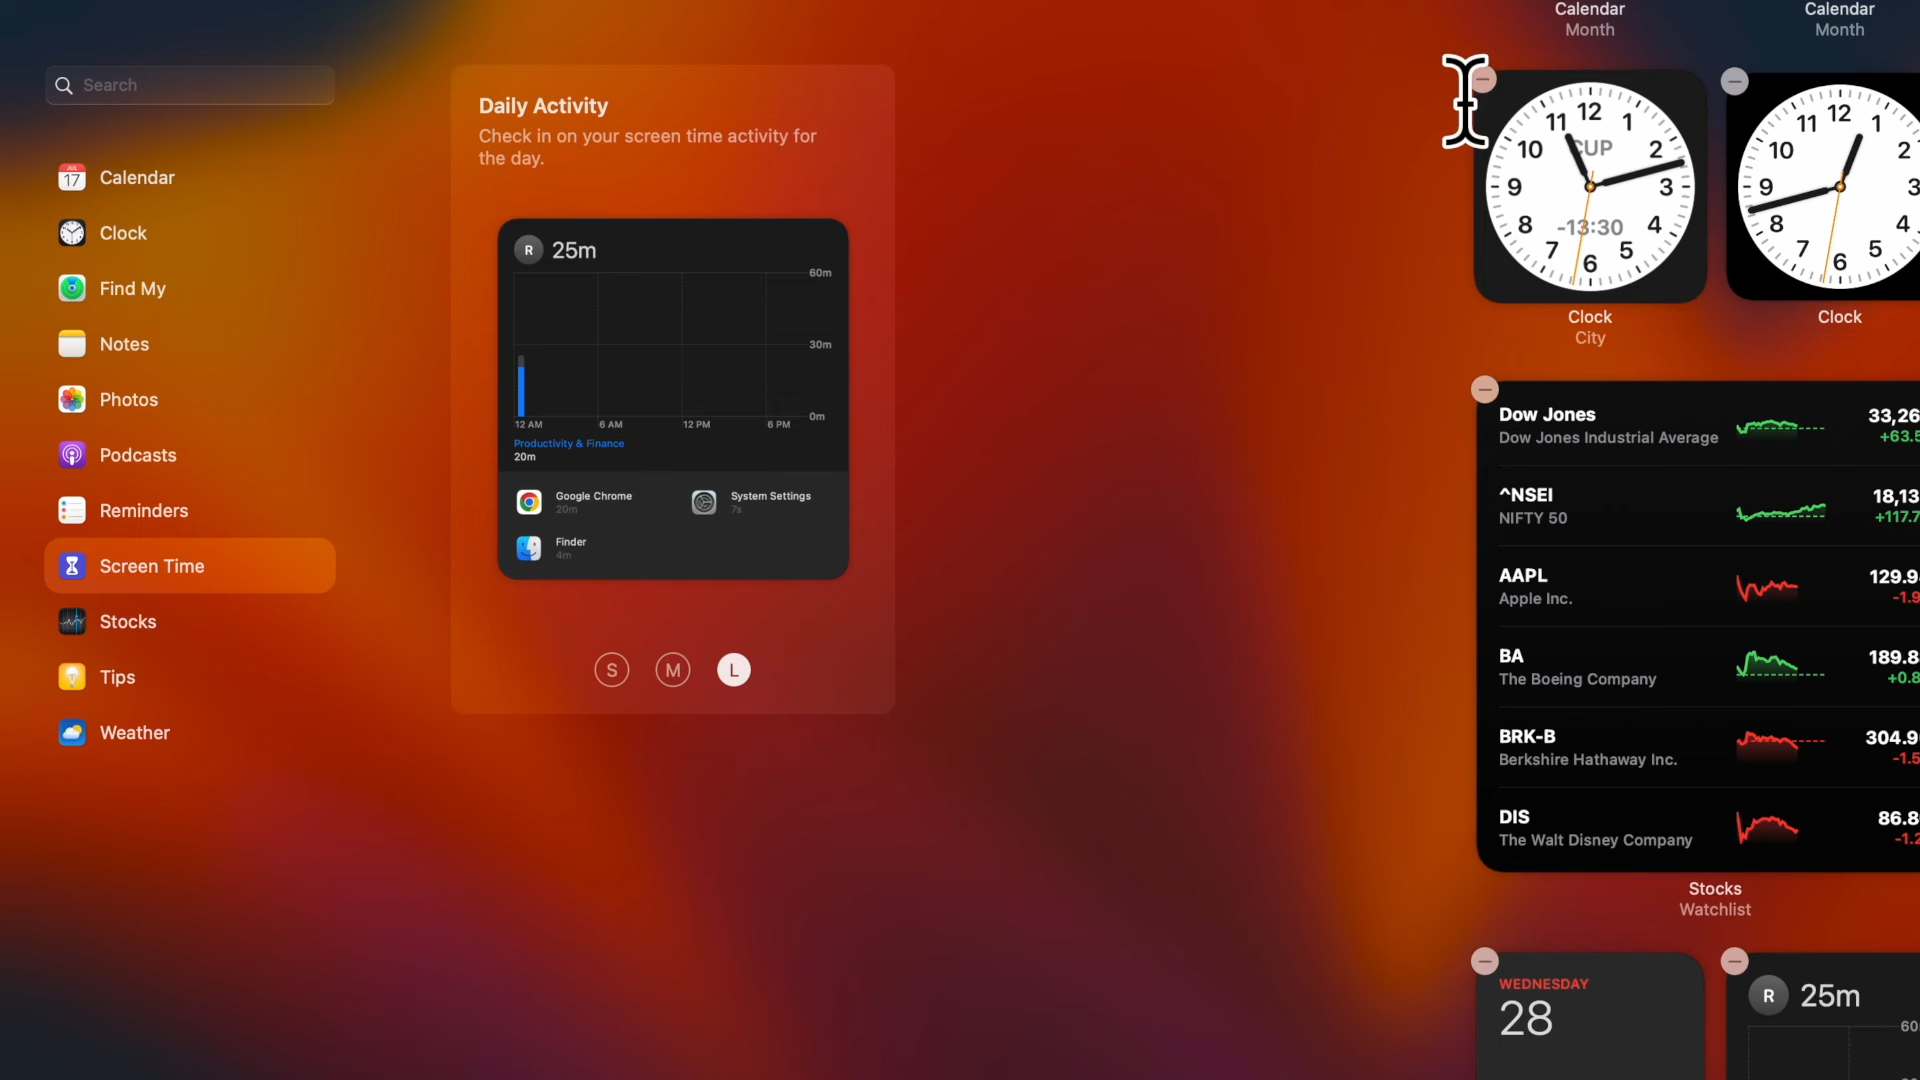 Search
JUL
17
Calendar
Clock
Find My
Notes
Photos
Podcasts
Reminders
Screen Time
Stocks
Tips
Weather
Daily Activity
Check in on your screen time activity for
the day.
R 25m
60m
30m
0m
12 AM 6 AM 12 PM 6 PM
Productivity & Finance
20m
Google Chrome
20m
System Settings
7s
Finder
4m
S M L
Calendar
Month
Calendar
Month
12
11 1
10 2
9 3
8 4
7 5
6
CUP
-13:30
Clock
City
12
11 1
10 2
9 3
8 4
7 5
6
Clock
Dow Jones 33,26
Dow Jones Industrial Average +63.5
^NSEI 18,13
NIFTY 50 +117.7
AAPL 129.9
Apple Inc. -1.9
BA 189.8
The Boeing Company +0.8
BRK-B 304.9
Berkshire Hathaway Inc. -1.5
DIS 86.8
The Walt Disney Company -1.2
Stocks
Watchlist
WEDNESDAY
28
R 25m
60